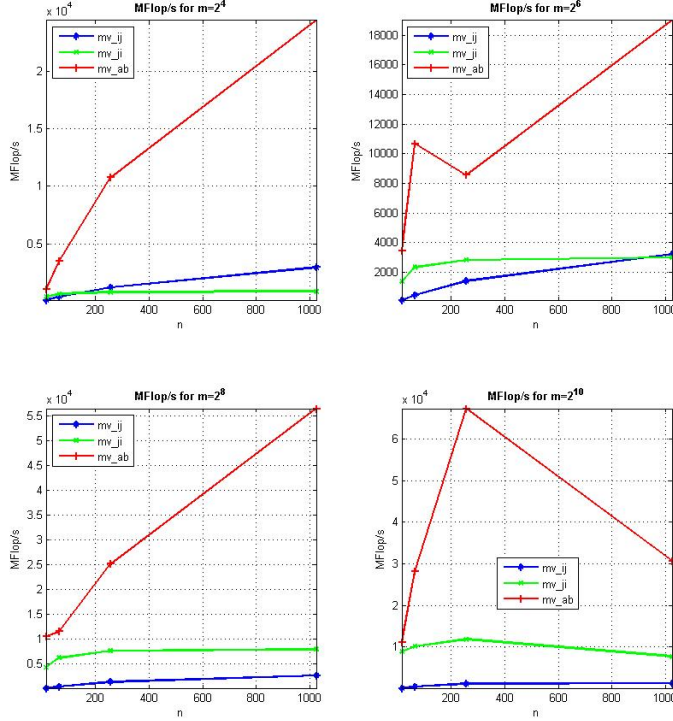 MFlop/s for m=2^4
x 10^4
mv_ij
mv_ji
mv_ab
2
1.5
1
0.5
MFlop/s
0 200 400 600 800 1000
n
MFlop/s for m=2^6
mv_ij
mv_ji
mv_ab
18000
16000
14000
12000
10000
8000
6000
4000
2000
MFlop/s
200 400 600 800 1000
n
MFlop/s for m=2^8
x 10^4
mv_ij
mv_ji
mv_ab
5.5
5
4.5
4
3.5
3
2.5
2
1.5
1
0.5
MFlop/s
200 400 600 800 1000
n
MFlop/s for m=2^10
x 10^4
6
5
4
3
2
1
MFlop/s
mv_ij
mv_ji
mv_ab
200 400 600 800 1000
n